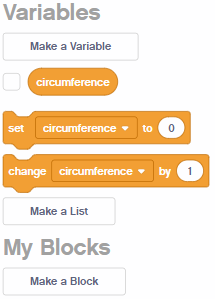 Variables
Make a Variable
circumference
set circumference to 0
change circumference by 1
Make a List
My Blocks
Make a Block